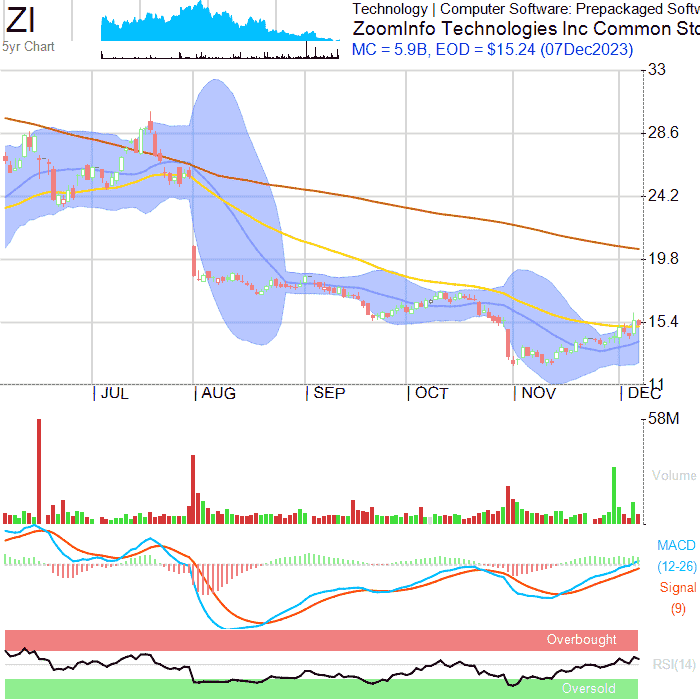 ZI
5yr Chart
Technology | Computer Software: Prepackaged Softw
ZoomInfo Technologies Inc Common Sto
MC = 5.9B, EOD = $15.24 (07Dec2023)
33
28.6
24.2
19.8
15.4
11
JUL
AUG
SEP
OCT
NOV
DEC
58M
Volume
MACD
(12-26)
Signal
(9)
Overbought
RSI(14)
Oversold